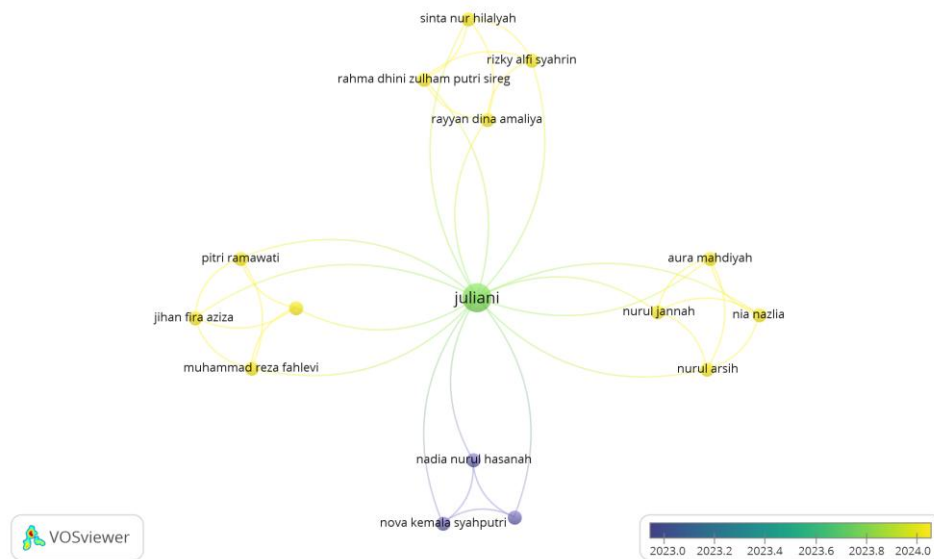 sinta nur hilalyah
rizky alfi syahrin
rahma dhini zulham putri sireg
rayyan dina amaliya
pitri ramawati
aura mahdiyah
juliani
jihan fira aziza
nurul jannah
nia nazlia
muhammad reza fahlevi
nurul arsih
nadia nurul hasanah
nova kemala syahputri
VOSviewer
2023.0 2023.2 2023.4 2023.6 2023.8 2024.0